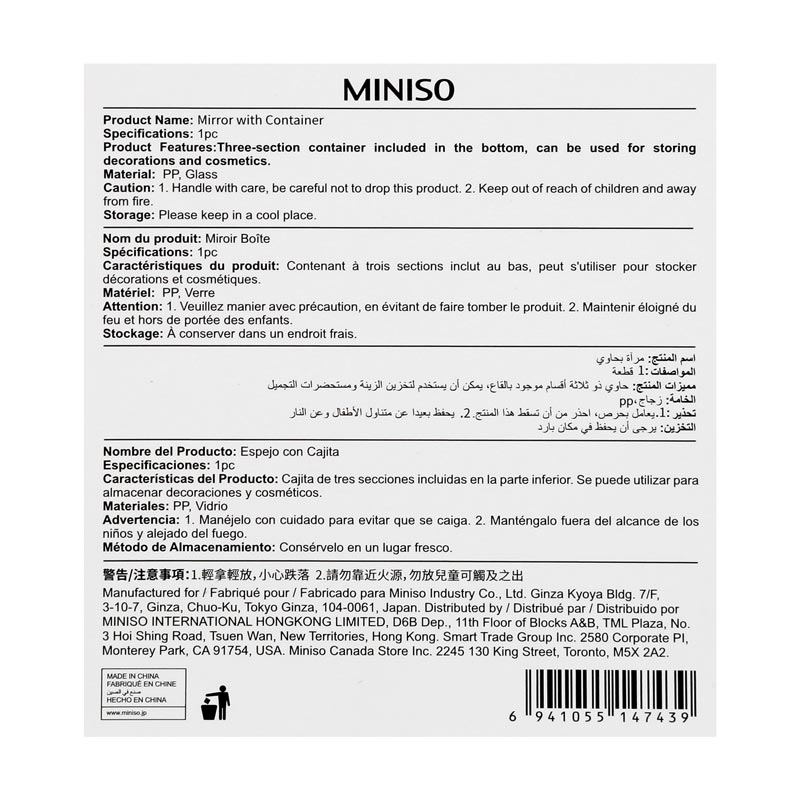 MINISO
Product Name: Mirror with Container
Specifications: 1pc
Product Features:Three-section container included in the bottom, can be used for storing
decorations and cosmetics.
Material: PP, Glass
Caution: 1. Handle with care, be careful not to drop this product. 2. Keep out of reach of children and away
from fire.
Storage: Please keep in a cool place.
Nom du produit: Miroir Boîte
Spécifications: 1pc
Caractéristiques du produit: Contenant à trois sections inclut au bas, peut s'utiliser pour stocker
décorations et cosmétiques.
Matériel: PP, Verre
Attention: 1. Veuillez manier avec précaution, en évitant de faire tomber le produit. 2. Maintenir éloigné du
feu et hors de portée des enfants.
Stockage: À conserver dans un endroit frais.
اسم المنتج: مرآة بحاوي
المواصفات: 1 قطعة
مميزات المنتج: حاوي ذو ثلاثة أقسام موجود بالقاع، يمكن أن يستخدم لتخزين الزينة ومستحضرات التجميل
الخامة: زجاج،pp
تحذير :1.يعامل بحرص، احذر من أن تسقط هذا المنتج.2. يحفظ بعيدا عن متناول الأطفال وعن النار
التخزين: يرجى أن يحفظ في مكان بارد
Nombre del Producto: Espejo con Cajita
Especificaciones: 1pc
Características del Producto: Cajita de tres secciones incluidas en la parte inferior. Se puede utilizar para
almacenar decoraciones y cosméticos.
Materiales: PP, Vidrio
Advertencia: 1. Manéjelo con cuidado para evitar que se caiga. 2. Manténgalo fuera del alcance de los
niños y alejado del fuego.
Método de Almacenamiento: Consérvelo en un lugar fresco.
警告/注意事項:1.輕拿輕放,小心跌落 2.請勿靠近火源,勿放兒童可觸及之出
Manufactured for / Fabriqué pour / Fabricado para Miniso Industry Co., Ltd. Ginza Kyoya Bldg. 7/F,
3-10-7, Ginza, Chuo-Ku, Tokyo Ginza, 104-0061, Japan. Distributed by / Distribué par / Distribuido por
MINISO INTERNATIONAL HONGKONG LIMITED, D6B Dep., 11th Floor of Blocks A&B, TML Plaza, No.
3 Hoi Shing Road, Tsuen Wan, New Territories, Hong Kong. Smart Trade Group Inc. 2580 Corporate Pl,
Monterey Park, CA 91754, USA. Miniso Canada Store Inc. 2245 130 King Street, Toronto, M5X 2A2.
MADE IN CHINA
FABRIQUÉ EN CHINE
صنع في الصين
HECHO EN CHINA
www.miniso.jp
6 941055 147439